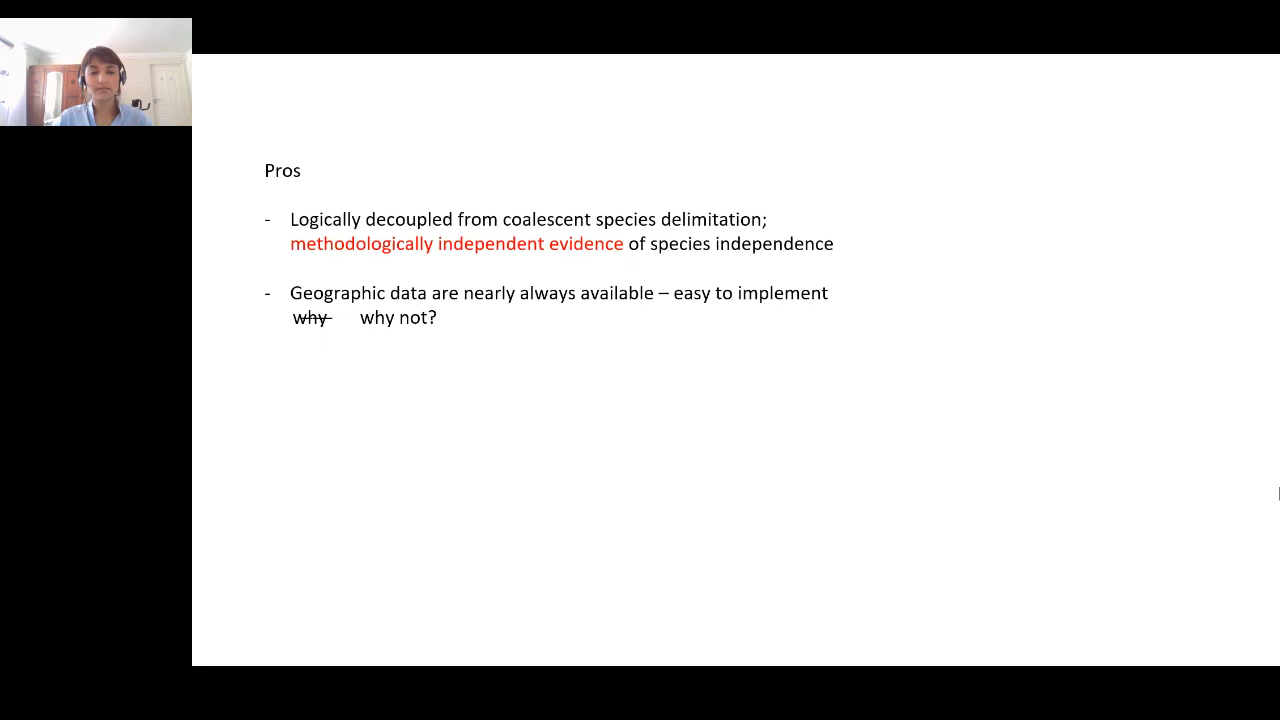 Pros
- Logically decoupled from coalescent species delimitation;
methodologically independent evidence of species independence
- Geographic data are nearly always available – easy to implement
why why not?